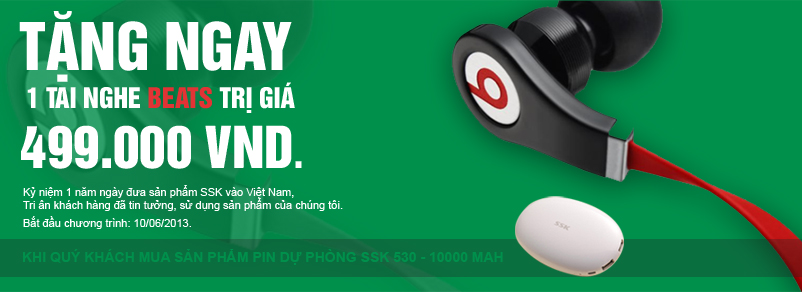 TẶNG NGAY
1 TAI NGHE BEATS TRỊ GIÁ
499.000 VND.
Kỷ niệm 1 năm ngày đưa sản phẩm SSK vào Việt Nam,
Tri ân khách hàng đã tin tưởng, sử dụng sản phẩm của chúng tôi.
Bất đầu chương trình: 10/06/2013.
KHI QUÝ KHÁCH MUA SẢN PHẨM PIN DỰ PHÒNG SSK 530 - 10000 MAH
b
SSK